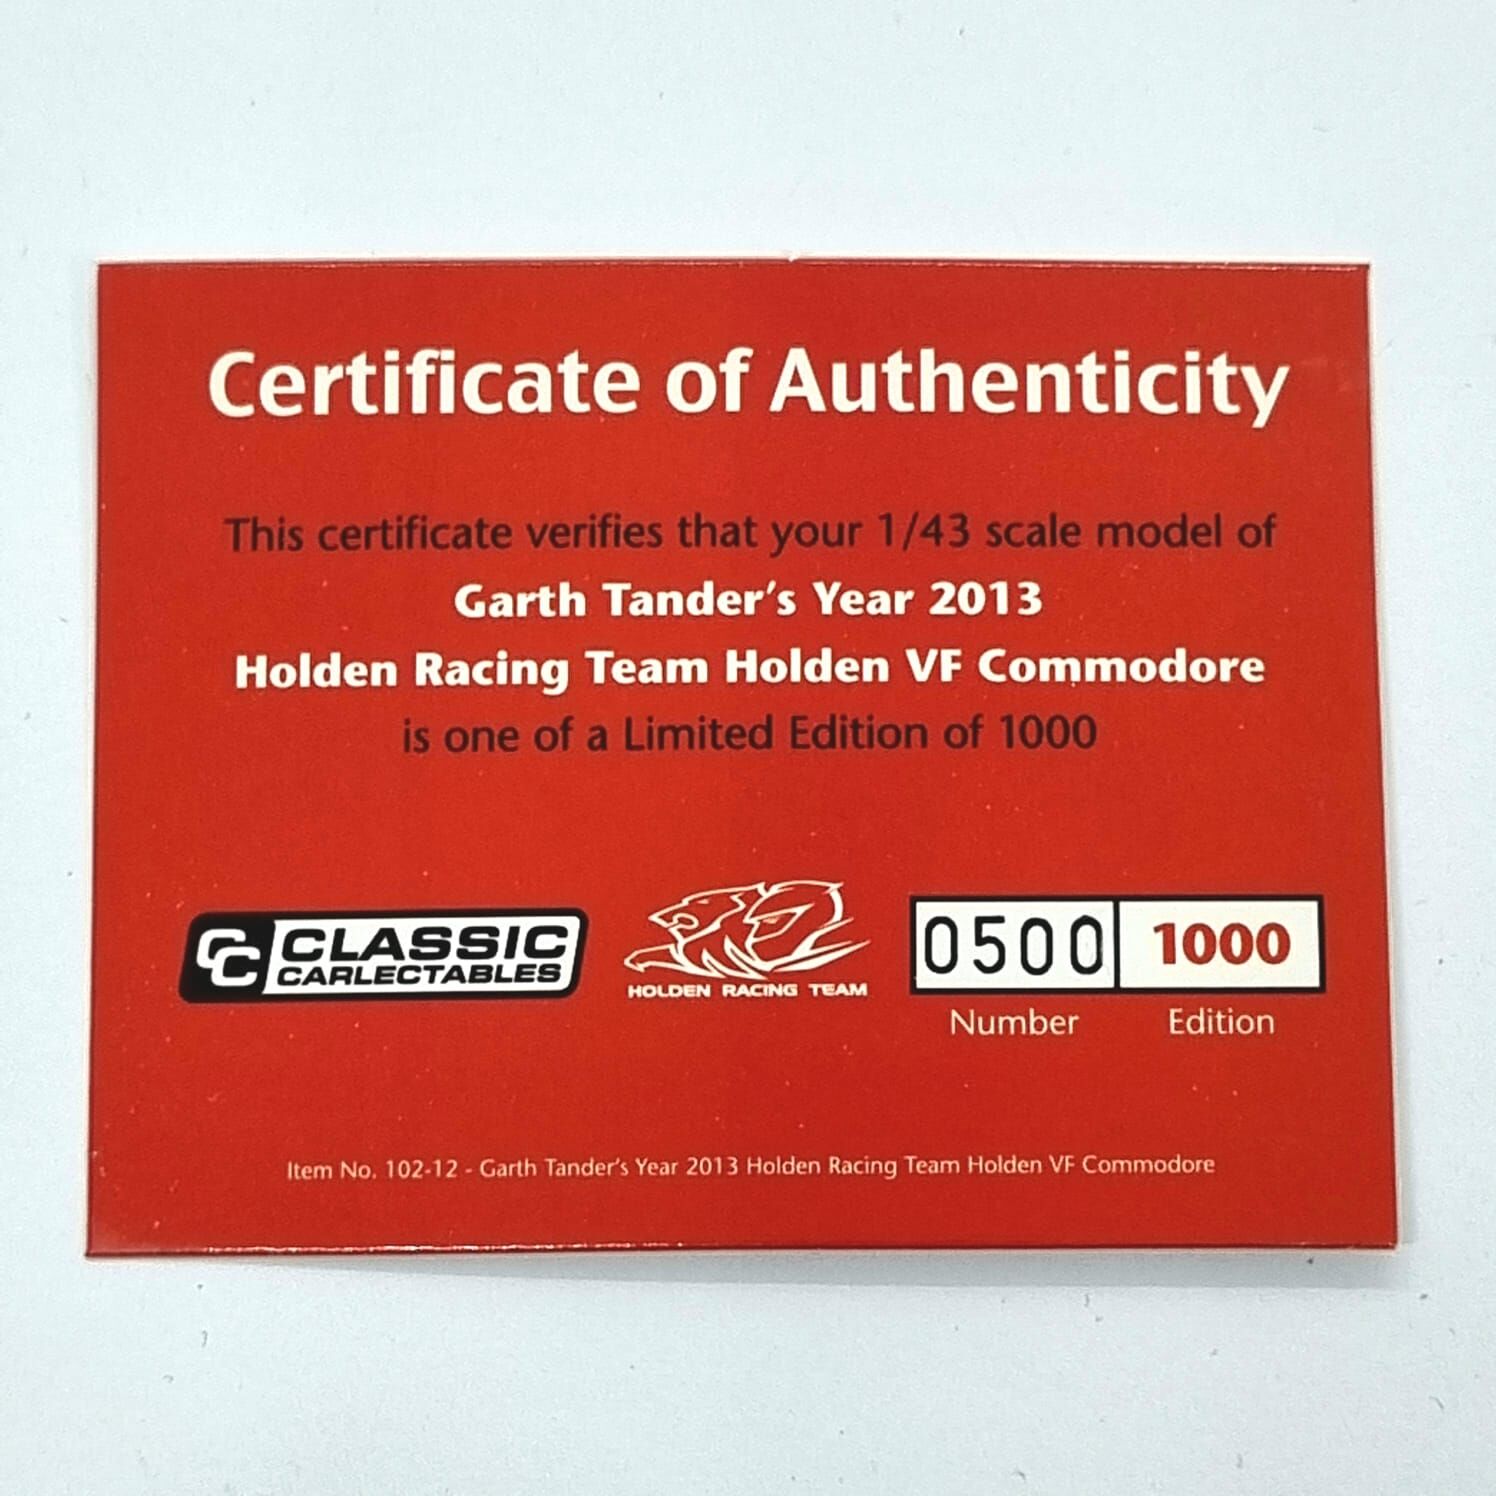 Certificate of Authenticity
This certificate verifies that your 1/43 scale model of
Garth Tander's Year 2013
Holden Racing Team Holden VF Commodore
is one of a Limited Edition of 1000
CC CLASSIC
CARLECTABLES
HOLDEN RACING TEAM
0500 1000
Number Edition
Item No. 102-12 - Garth Tander's Year 2013 Holden Racing Team Holden VF Commodore